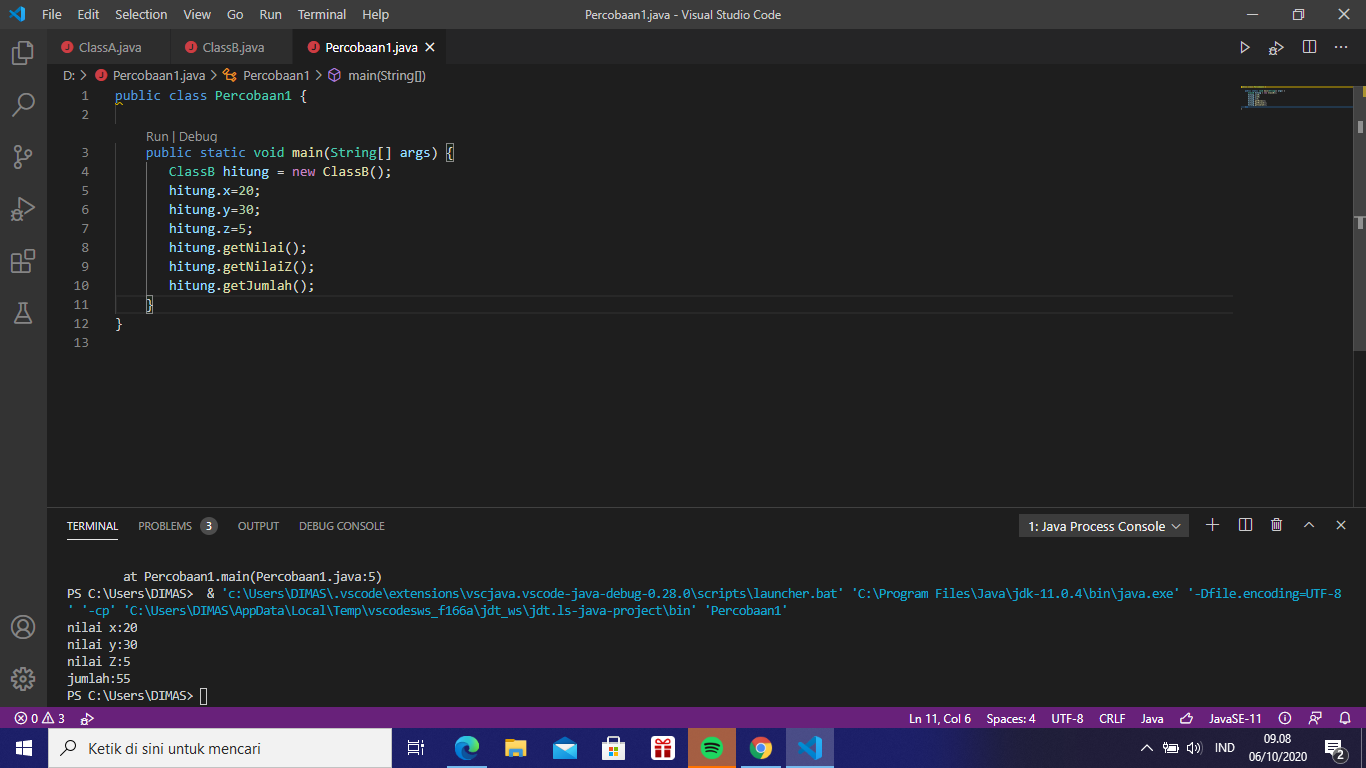 File Edit Selection View Go Run Terminal Help Percobaan1.java - Visual Studio Code
ClassA.java ClassB.java Percobaan1.java
D: > Percobaan1.java > Percobaan1 > main(String[])
1 public class Percobaan1 {
2
Run | Debug
3 public static void main(String[] args) {
4 ClassB hitung = new ClassB();
5 hitung.x=20;
6 hitung.y=30;
7 hitung.z=5;
8 hitung.getNilai();
9 hitung.getNilaiZ();
10 hitung.getJumlah();
11 }
12 }
13
TERMINAL PROBLEMS 3 OUTPUT DEBUG CONSOLE 1: Java Process Console
at Percobaan1.main(Percobaan1.java:5)
PS C:\Users\DIMAS> & 'c:\Users\DIMAS\.vscode\extensions\vscjava.vscode-java-debug-0.28.0\scripts\launcher.bat' 'C:\Program Files\Java\jdk-11.0.4\bin\java.exe' '-Dfile.encoding=UTF-8
' '-cp' 'C:\Users\DIMAS\AppData\Local\Temp\vscodesws_f166a\jdt_ws\jdt.ls-java-project\bin' 'Percobaan1'
nilai x:20
nilai y:30
nilai Z:5
jumlah:55
PS C:\Users\DIMAS>
0 3 Ln 11, Col 6 Spaces: 4 UTF-8 CRLF Java JavaSE-11
Ketik di sini untuk mencari IND 09.08
06/10/2020 2